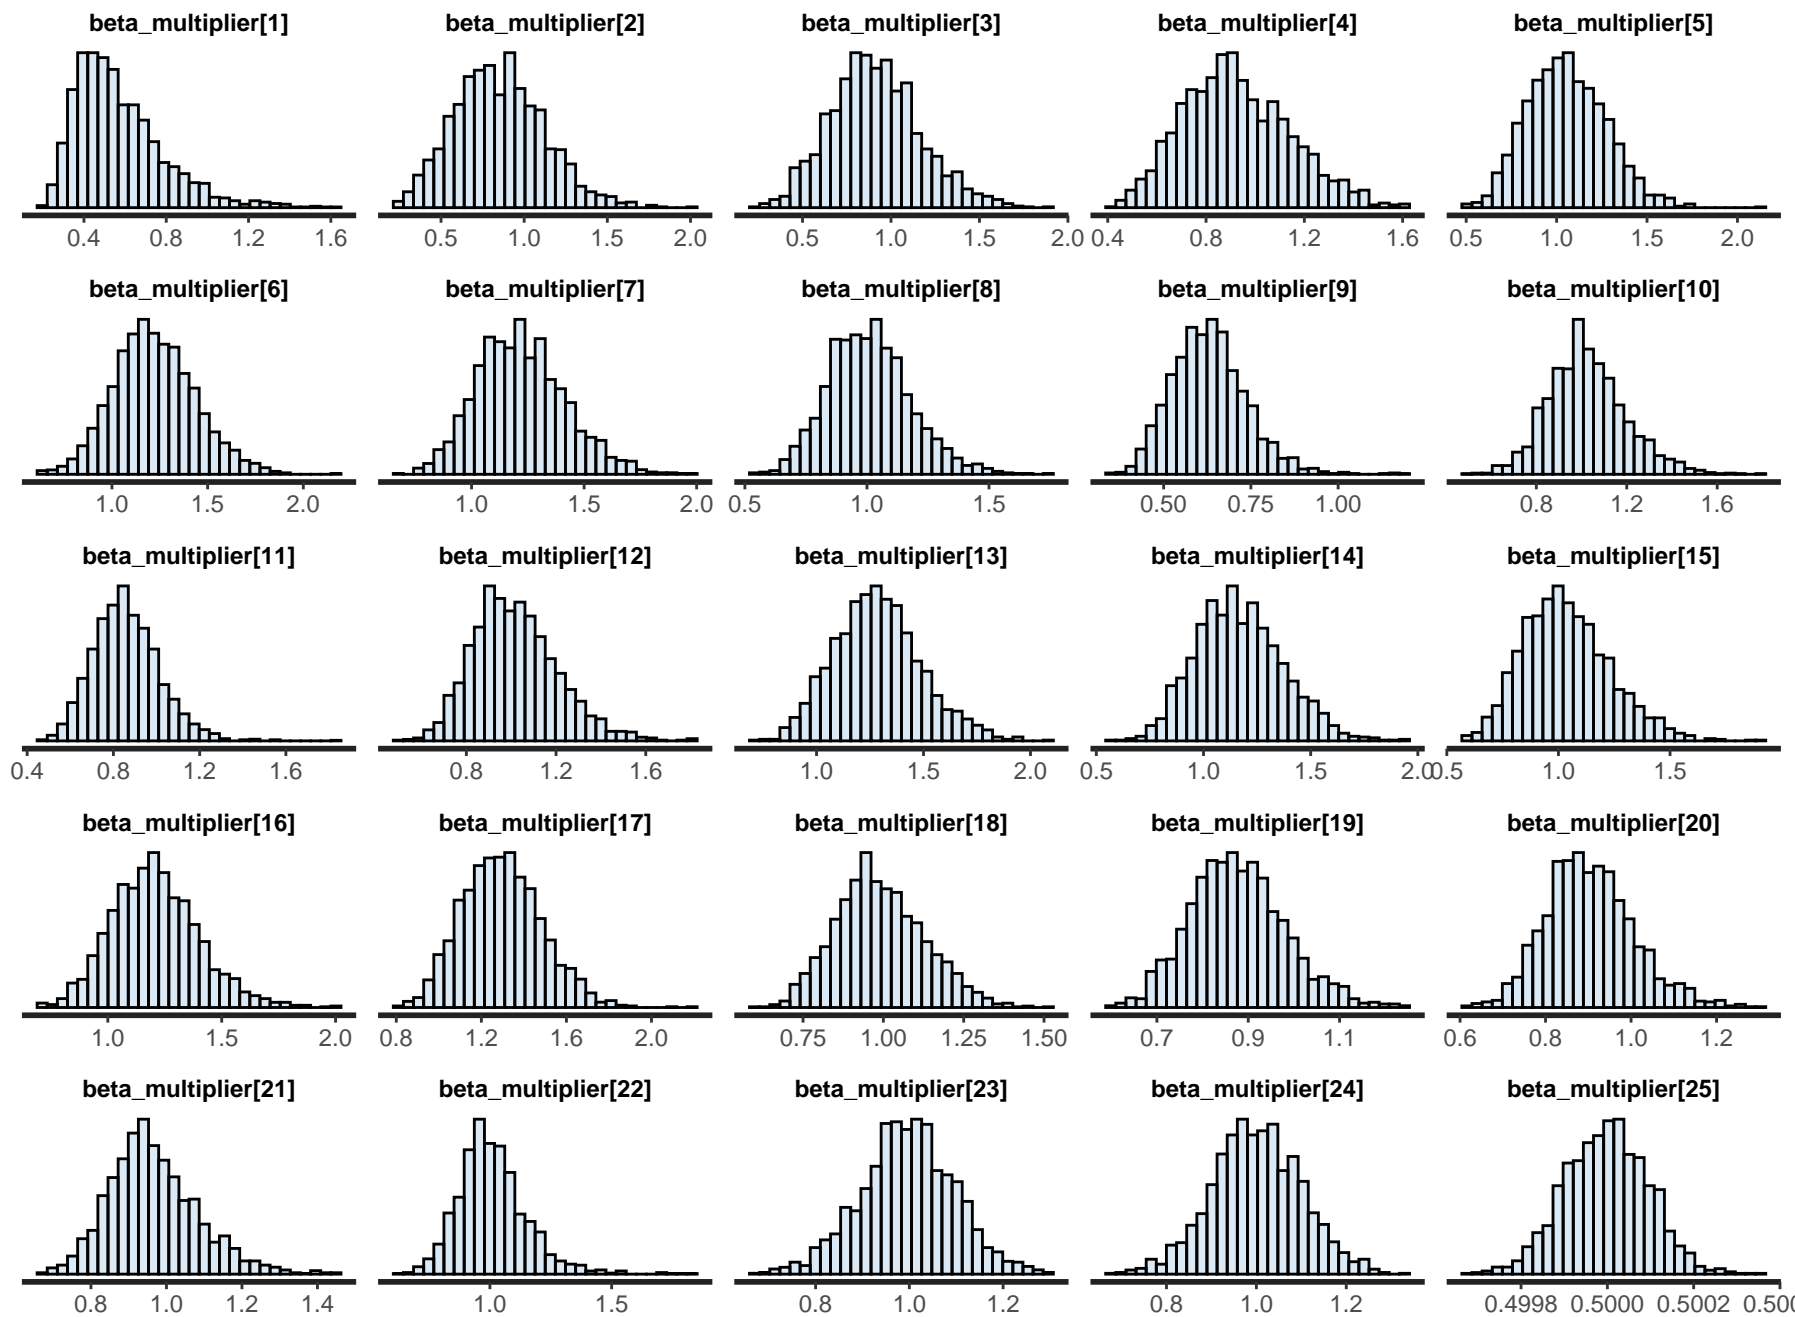 beta_multiplier[1] beta_multiplier[2] beta_multiplier[3] beta_multiplier[4] beta_multiplier[5]
0.4 0.8 1.2 1.6 0.5 1.0 1.5 2.0 0.5 1.0 1.5 2.0 0.4 0.8 1.2 1.6 0.5 1.0 1.5 2.0
beta_multiplier[6] beta_multiplier[7] beta_multiplier[8] beta_multiplier[9] beta_multiplier[10]
1.0 1.5 2.0 1.0 1.5 2.0 0.5 1.0 1.5 0.50 0.75 1.00 0.8 1.2 1.6
beta_multiplier[11] beta_multiplier[12] beta_multiplier[13] beta_multiplier[14] beta_multiplier[15]
0.4 0.8 1.2 1.6 0.8 1.2 1.6 1.0 1.5 2.0 0.5 1.0 1.5 2.0 0.5 1.0 1.5
beta_multiplier[16] beta_multiplier[17] beta_multiplier[18] beta_multiplier[19] beta_multiplier[20]
1.0 1.5 2.0 0.8 1.2 1.6 2.0 0.75 1.00 1.25 1.50 0.7 0.9 1.1 0.6 0.8 1.0 1.2
beta_multiplier[21] beta_multiplier[22] beta_multiplier[23] beta_multiplier[24] beta_multiplier[25]
0.8 1.0 1.2 1.4 1.0 1.5 0.8 1.0 1.2 0.8 1.0 1.2 0.4998 0.5000 0.5002